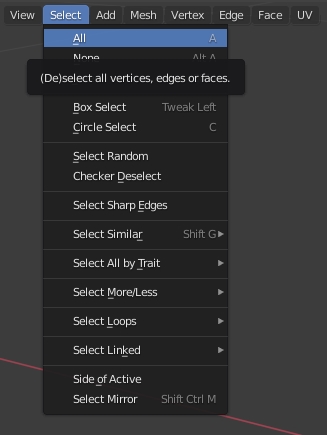 View Select Add Mesh Vertex Edge Face UV
All A
None Alt A
(De)select all vertices, edges or faces.
Box Select Tweak Left
Circle Select C
Select Random
Checker Deselect
Select Sharp Edges
Select Similar Shift G
Select All by Trait
Select More/Less
Select Loops
Select Linked
Side of Active
Select Mirror Shift Ctrl M